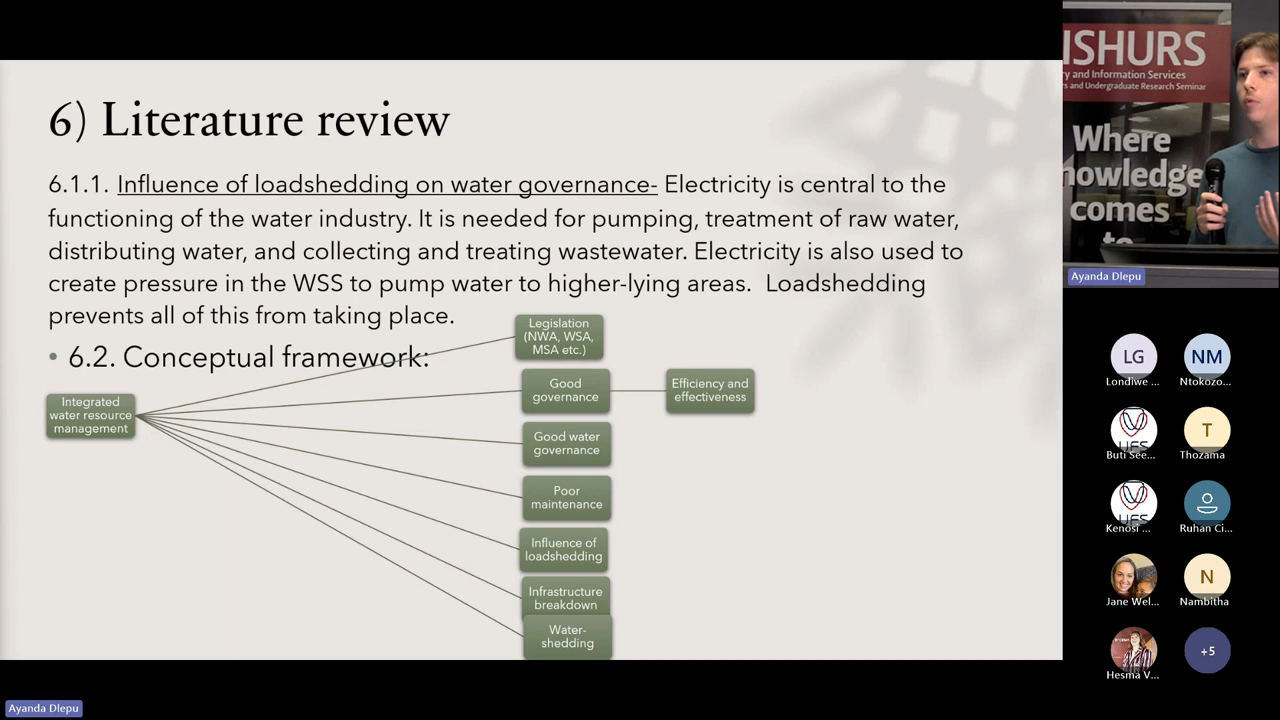 6) Literature review
6.1.1. Influence of loadshedding on water governance- Electricity is central to the
functioning of the water industry. It is needed for pumping, treatment of raw water,
distributing water, and collecting and treating wastewater. Electricity is also used to
create pressure in the WSS to pump water to higher-lying areas.  Loadshedding
prevents all of this from taking place.
• 6.2. Conceptual framework:
Integrated
water resource
management
Legislation
(NWA, WSA,
MSA etc.)
Good
governance
Efficiency and
effectiveness
Good water
governance
Poor
maintenance
Influence of
loadshedding
Infrastructure
breakdown
Water-
shedding
ISHURS
ry and Information Services
rs and Undergraduate Research Seminar
Where
nowledge
comes
to
Ayanda Dlepu
LG
Londiwe ...
NM
Ntokozo...
UFS
Buti See...
T
Thozama
UFS
Kenosi ...
Ruhan Ci...
Jane Wel...
N
Nambitha
Hesma V...
+5
Ayanda Dlepu